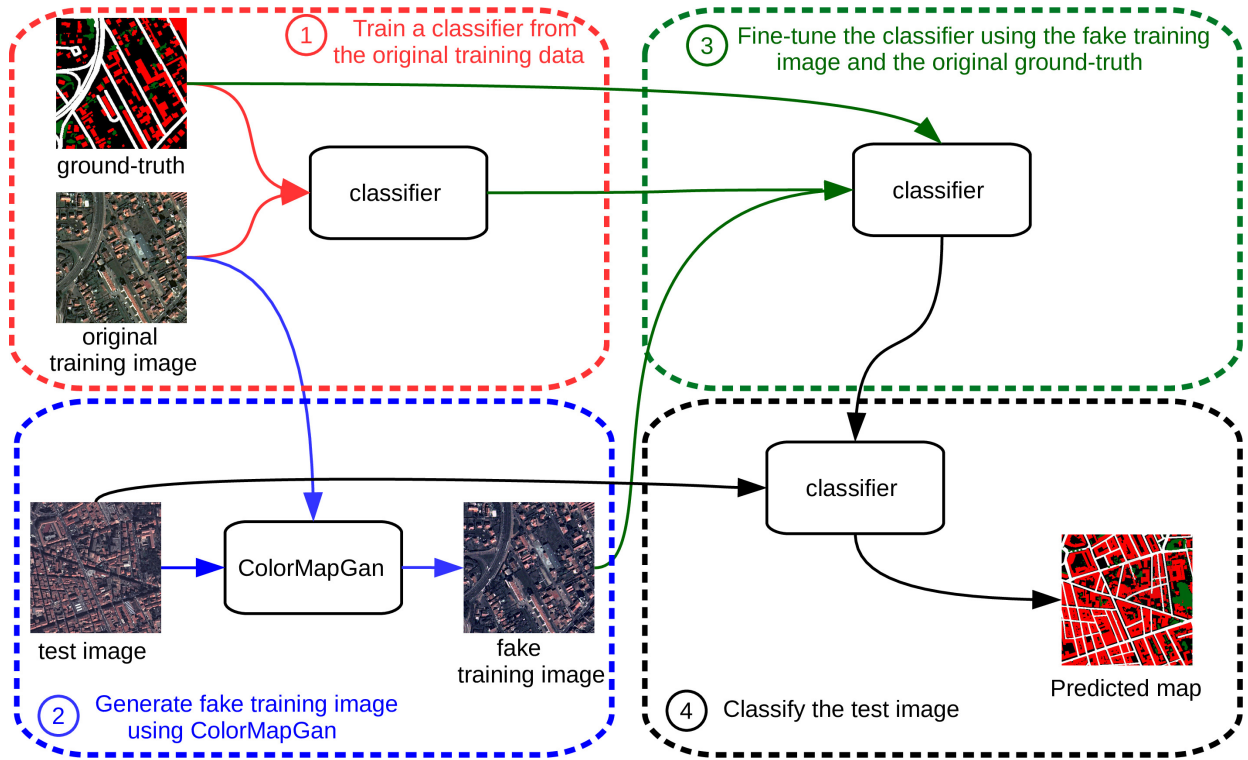 1
Train a classifier from
the original training data
ground-truth
classifier
original
training image
3
Fine-tune the classifier using the fake training
image and the original ground-truth
classifier
test image
ColorMapGan
fake
training image
2
Generate fake training image
using ColorMapGan
classifier
Predicted map
4
Classify the test image